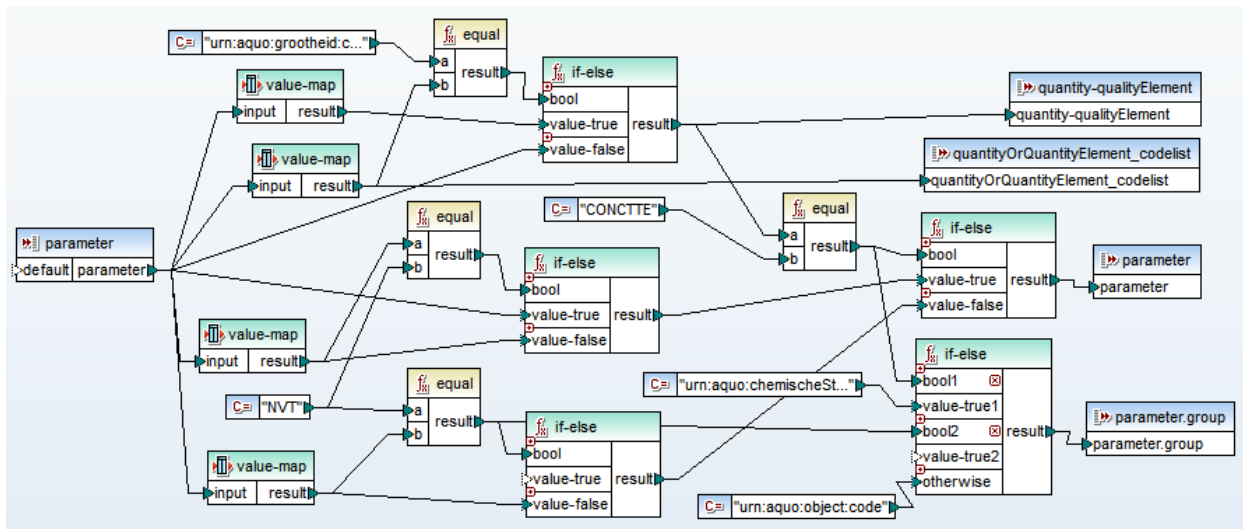 C= "urn:aquo:grootheid:c..."
equal
a
b
result
value-map
input result
if-else
bool
value-true
value-false
result
quantity-qualityElement
quantity-qualityElement
value-map
input result
quantityOrQuantityElement_codelist
quantityOrQuantityElement_codelist
C= "CONCTTE"
equal
a
b
result
parameter
default parameter
equal
a
b
result
if-else
bool
value-true
value-false
result
if-else
bool
value-true
value-false
result
parameter
parameter
value-map
input result
C= "NVT"
equal
a
b
result
C= "urn:aquo:chemischeSt..."
if-else
bool1
value-true1
bool2
value-true2
otherwise
result
parameter.group
parameter.group
if-else
bool
value-true
value-false
result
value-map
input result
C= "urn:aquo:object:code"